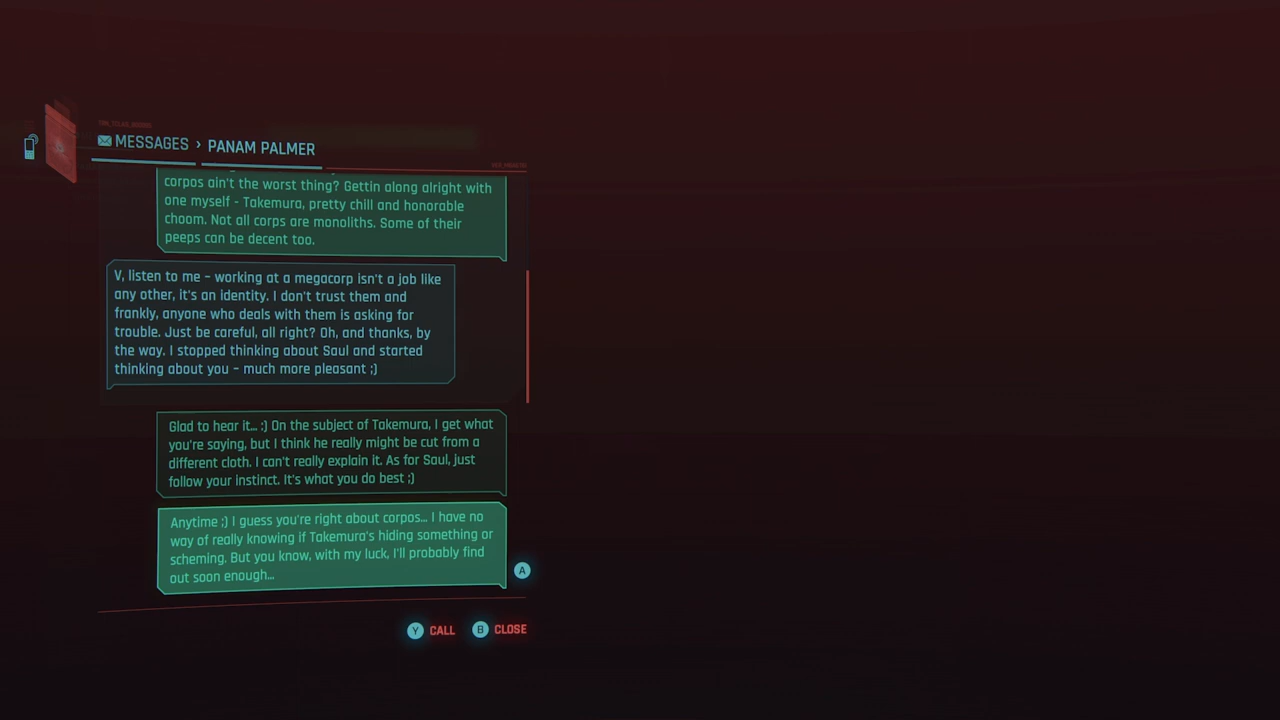 MESSAGES › PANAM PALMER
corpos ain't the worst thing? Gettin along alright with
one myself - Takemura, pretty chill and honorable
choom. Not all corps are monoliths. Some of their
peeps can be decent too.
V, listen to me – working at a megacorp isn't a job like
any other, it's an identity. I don't trust them and
frankly, anyone who deals with them is asking for
trouble. Just be careful, all right? Oh, and thanks, by
the way. I stopped thinking about Saul and started
thinking about you – much more pleasant ;)
Glad to hear it... :) On the subject of Takemura, I get what
you're saying, but I think he really might be cut from a
different cloth. I can't really explain it. As for Saul, just
follow your instinct. It's what you do best ;)
Anytime ;) I guess you're right about corpos... I have no
way of really knowing if Takemura's hiding something or
scheming. But you know, with my luck, I'll probably find
out soon enough...
A
Y CALL B CLOSE